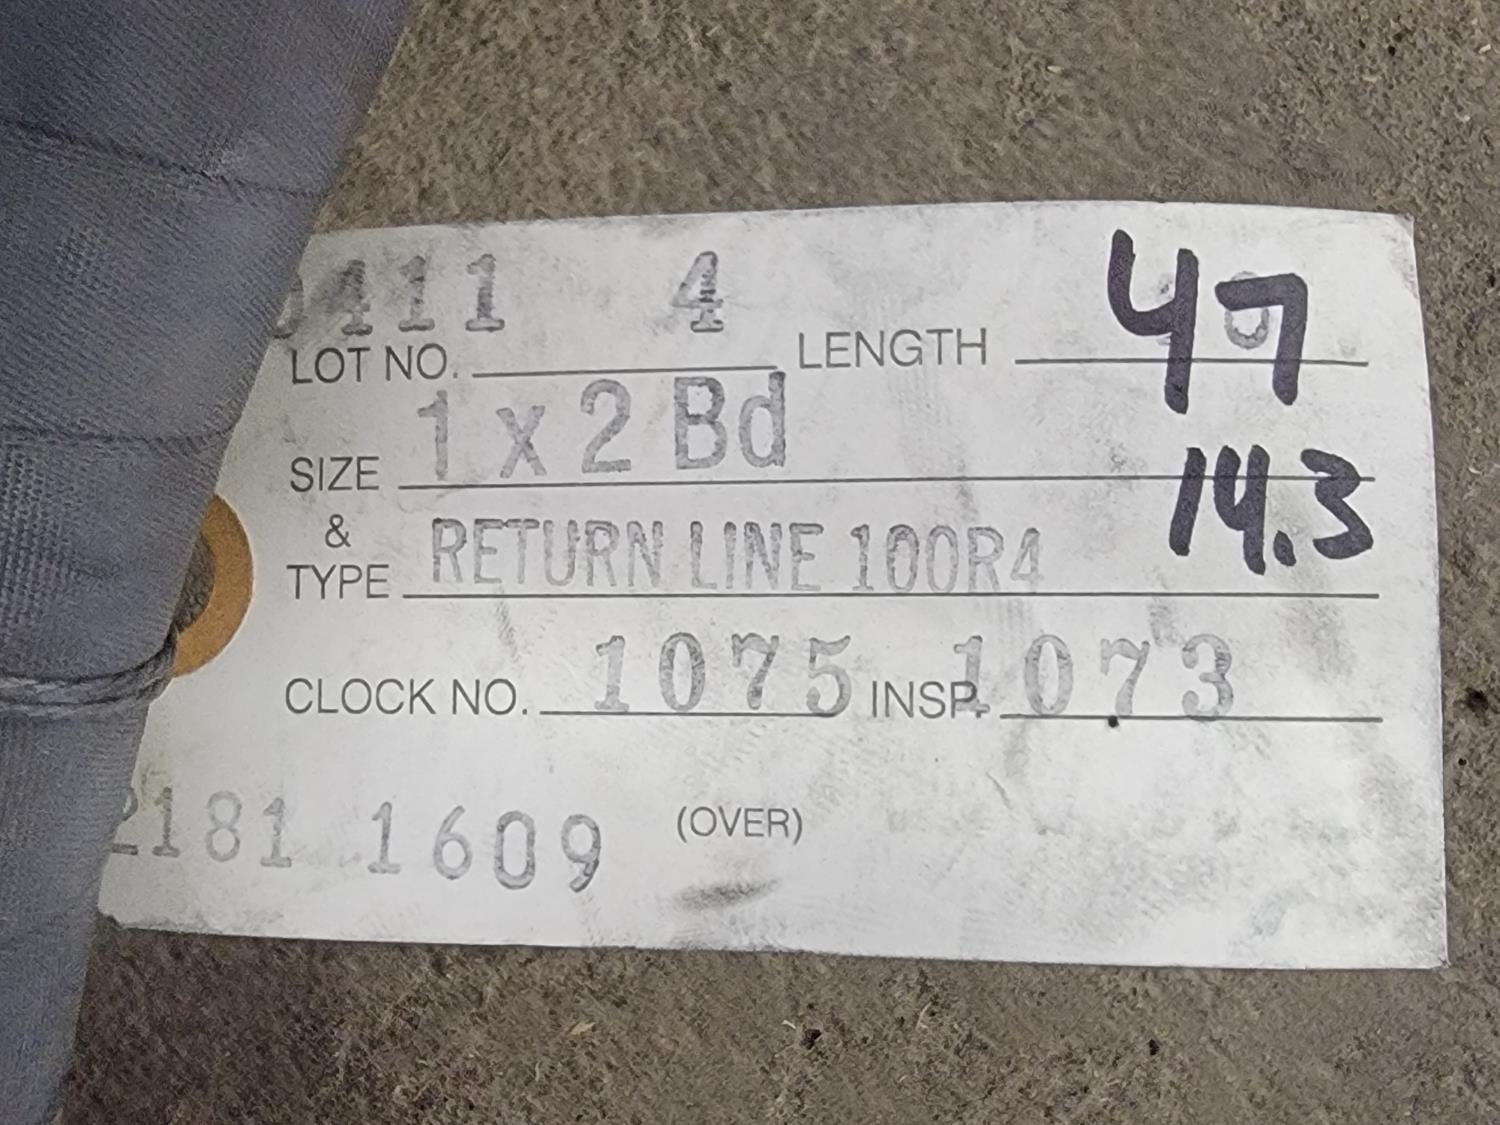 0411 4
LOT NO. LENGTH 47
SIZE 1 x 2 Bd
14.3
&
TYPE RETURN LINE 100R4
CLOCK NO. 1075 INSP. 1073
2181 1609 (OVER)